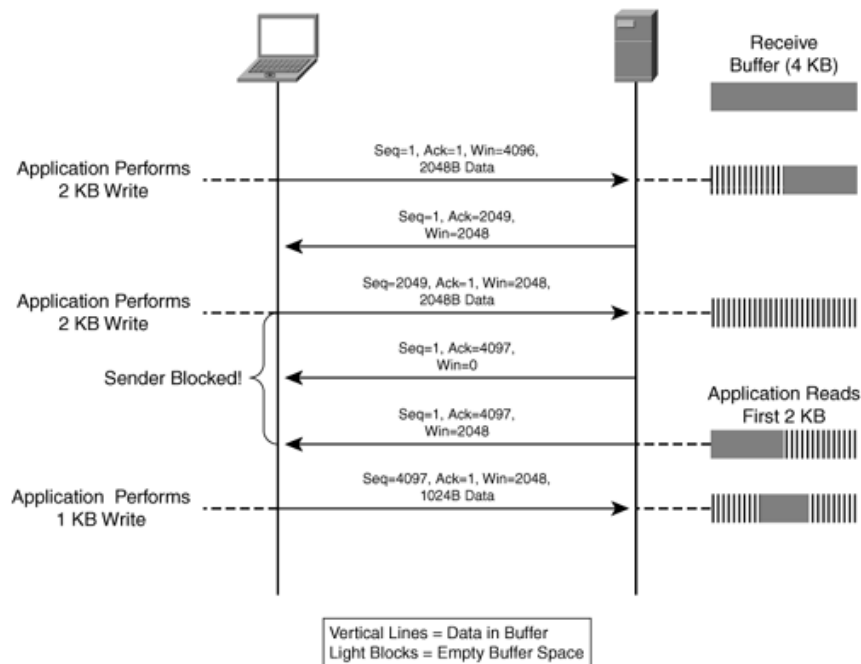 Receive
Buffer (4 KB)
Application Performs
2 KB Write
Seq=1, Ack=1, Win=4096,
2048B Data
Seq=1, Ack=2049,
Win=2048
Application Performs
2 KB Write
Seq=2049, Ack=1, Win=2048,
2048B Data
Sender Blocked!
Seq=1, Ack=4097,
Win=0
Application Reads
First 2 KB
Seq=1, Ack=4097,
Win=2048
Application Performs
1 KB Write
Seq=4097, Ack=1, Win=2048,
1024B Data
Vertical Lines = Data in Buffer
Light Blocks = Empty Buffer Space